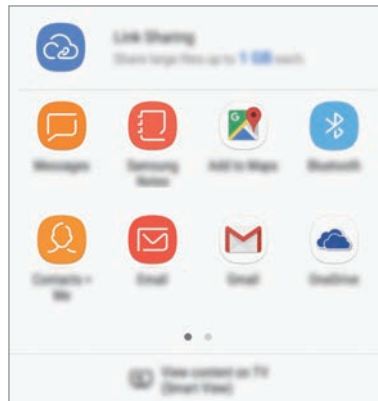 Link Sharing
Share large files up to 1 GB each.
Messages
Samsung
Notes
Add to Maps
Bluetooth
Contacts +
Me
Email
Gmail
OneDrive
View content on TV
(Smart View)